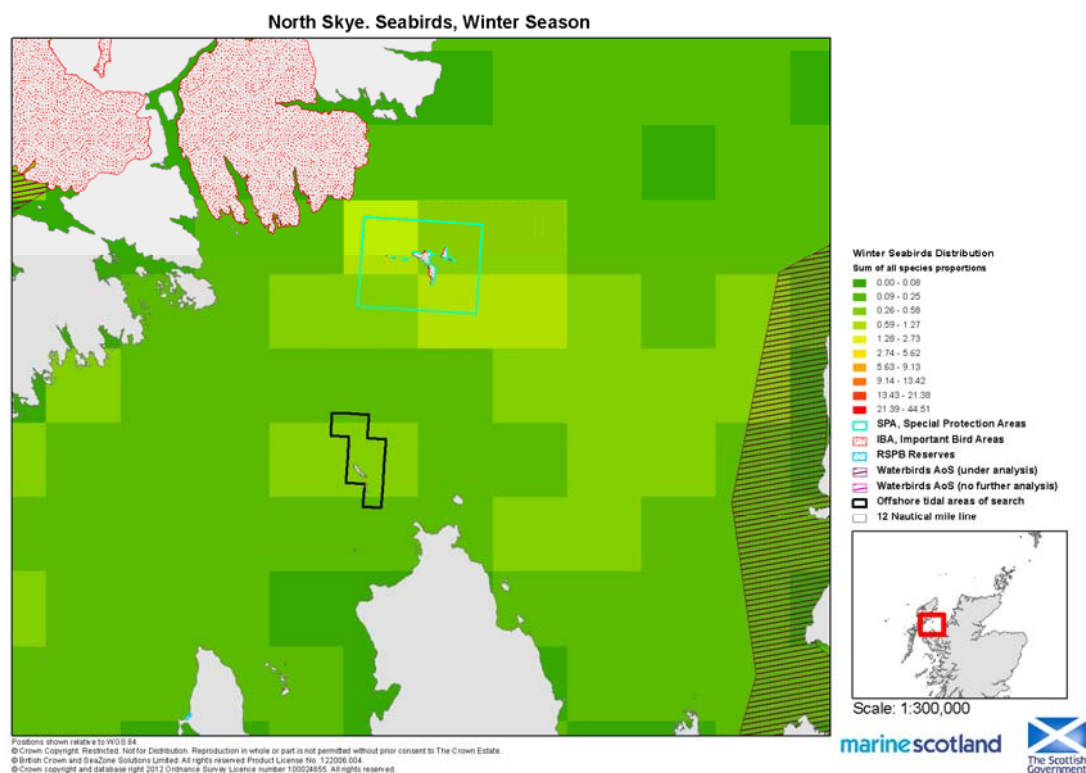 North Skye. Seabirds, Winter Season
Winter Seabirds Distribution
Sum of all species proportions
0.00 - 0.08
0.09 - 0.25
0.26 - 0.58
0.59 - 1.27
1.28 - 2.73
2.74 - 5.62
5.63 - 9.13
9.14 - 13.42
13.43 - 21.38
21.39 - 44.51
SPA, Special Protection Areas
IBA, Important Bird Areas
RSPB Reserves
Waterbirds AoS (under analysis)
Waterbirds AoS (no further analysis)
Offshore tidal areas of search
12 Nautical mile line
Scale: 1:300,000
Positions shown relative to WGS 84.
© Crown Copyright. Restricted. Not for Distribution. Reproduction in whole or part is not permitted without prior consent to The Crown Estate.
© British Crown and SeaZone Solutions Limited. All rights reserved Product License No. 122006.004.
© Crown copyright and database right 2012 Ordnance Survey Licence number 100024655. All rights reserved.
marinescotland
The Scottish
Government